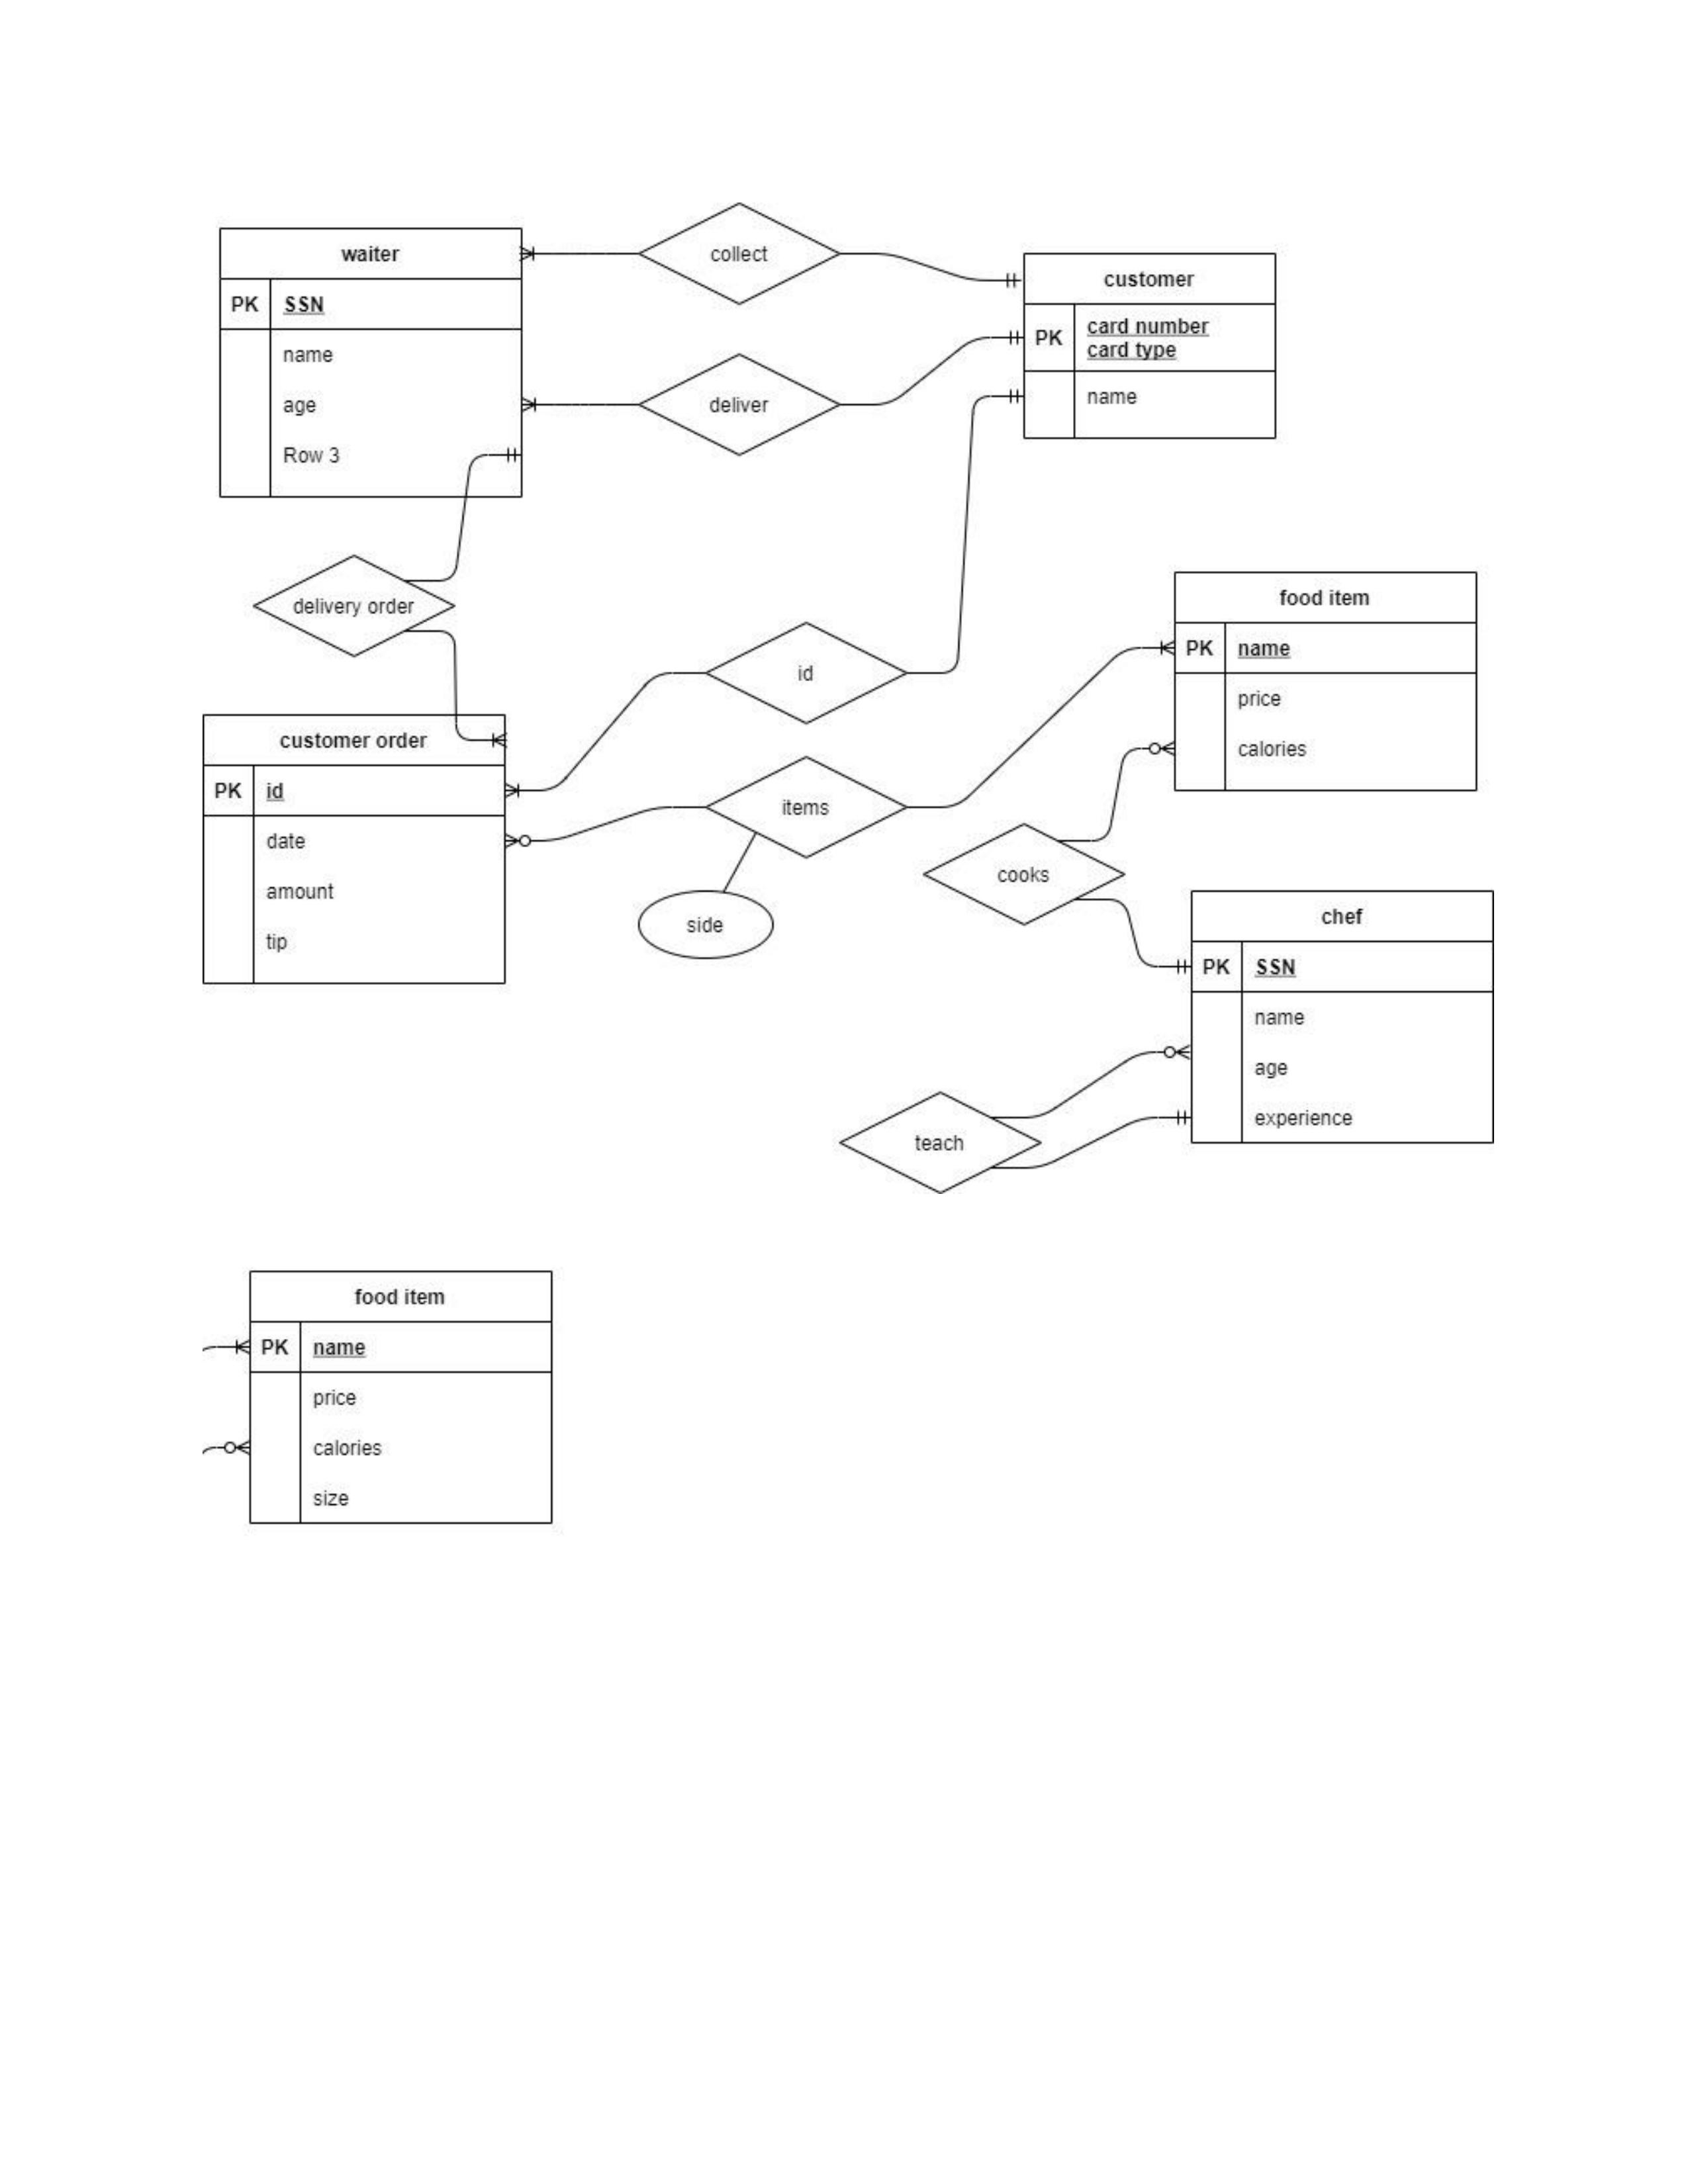 waiter
PK SSN
name
age
Row 3
collect
deliver
customer
PK card number
card type
name
delivery order
id
food item
PK name
price
calories
customer order
PK id
date
amount
tip
items
side
cooks
chef
PK SSN
name
age
experience
teach
food item
PK name
price
calories
size